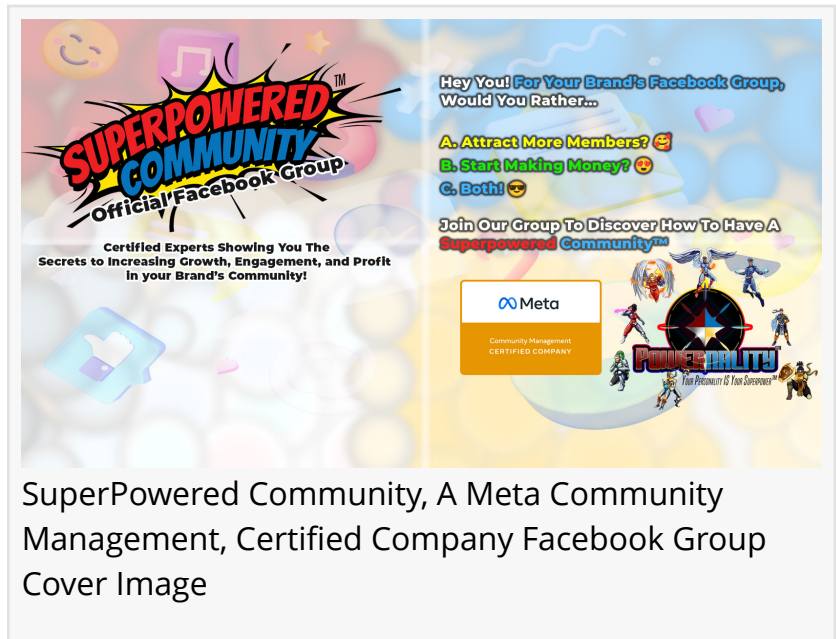 SUPERPOWERED™
COMMUNITY
Official Facebook Group
Certified Experts Showing You The
Secrets to Increasing Growth, Engagement, and Profit
in your Brand's Community!
Hey You! For Your Brand's Facebook Group,
Would You Rather...
A. Attract More Members? 🥰
B. Start Making Money? 😍
C. Both! 😎
Join Our Group To Discover How To Have A
Superpowered Community™
Meta
Community Management
CERTIFIED COMPANY
POWERNALITY™
YOUR PERSONALITY IS YOUR SUPERPOWER™
SuperPowered Community, A Meta Community
Management, Certified Company Facebook Group
Cover Image